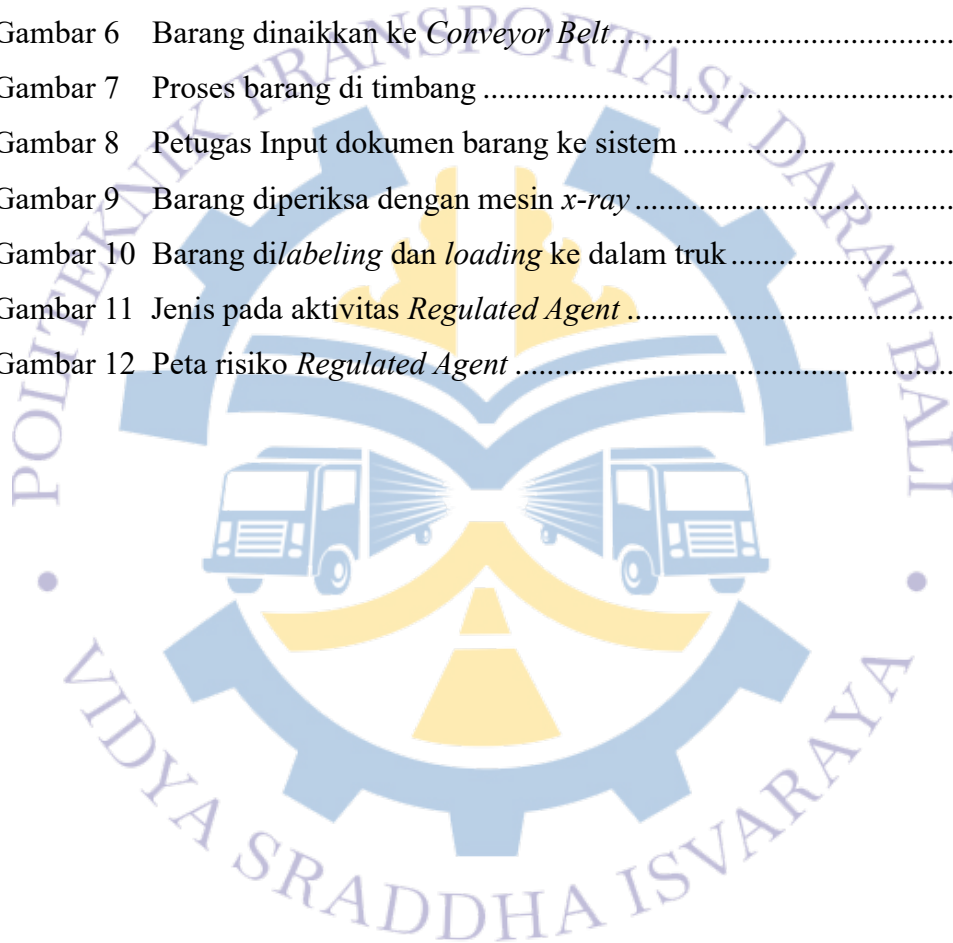 Gambar 6 Barang dinaikkan ke Conveyor Belt
Gambar 7 Proses barang di timbang
Gambar 8 Petugas Input dokumen barang ke sistem
Gambar 9 Barang diperiksa dengan mesin x-ray
Gambar 10 Barang dilabeling dan loading ke dalam truk
Gambar 11 Jenis pada aktivitas Regulated Agent
Gambar 12 Peta risiko Regulated Agent
POLITEKNIK TRANSPORTASI DARAT BALI
VIDYA SRADDHA ISVARAYA